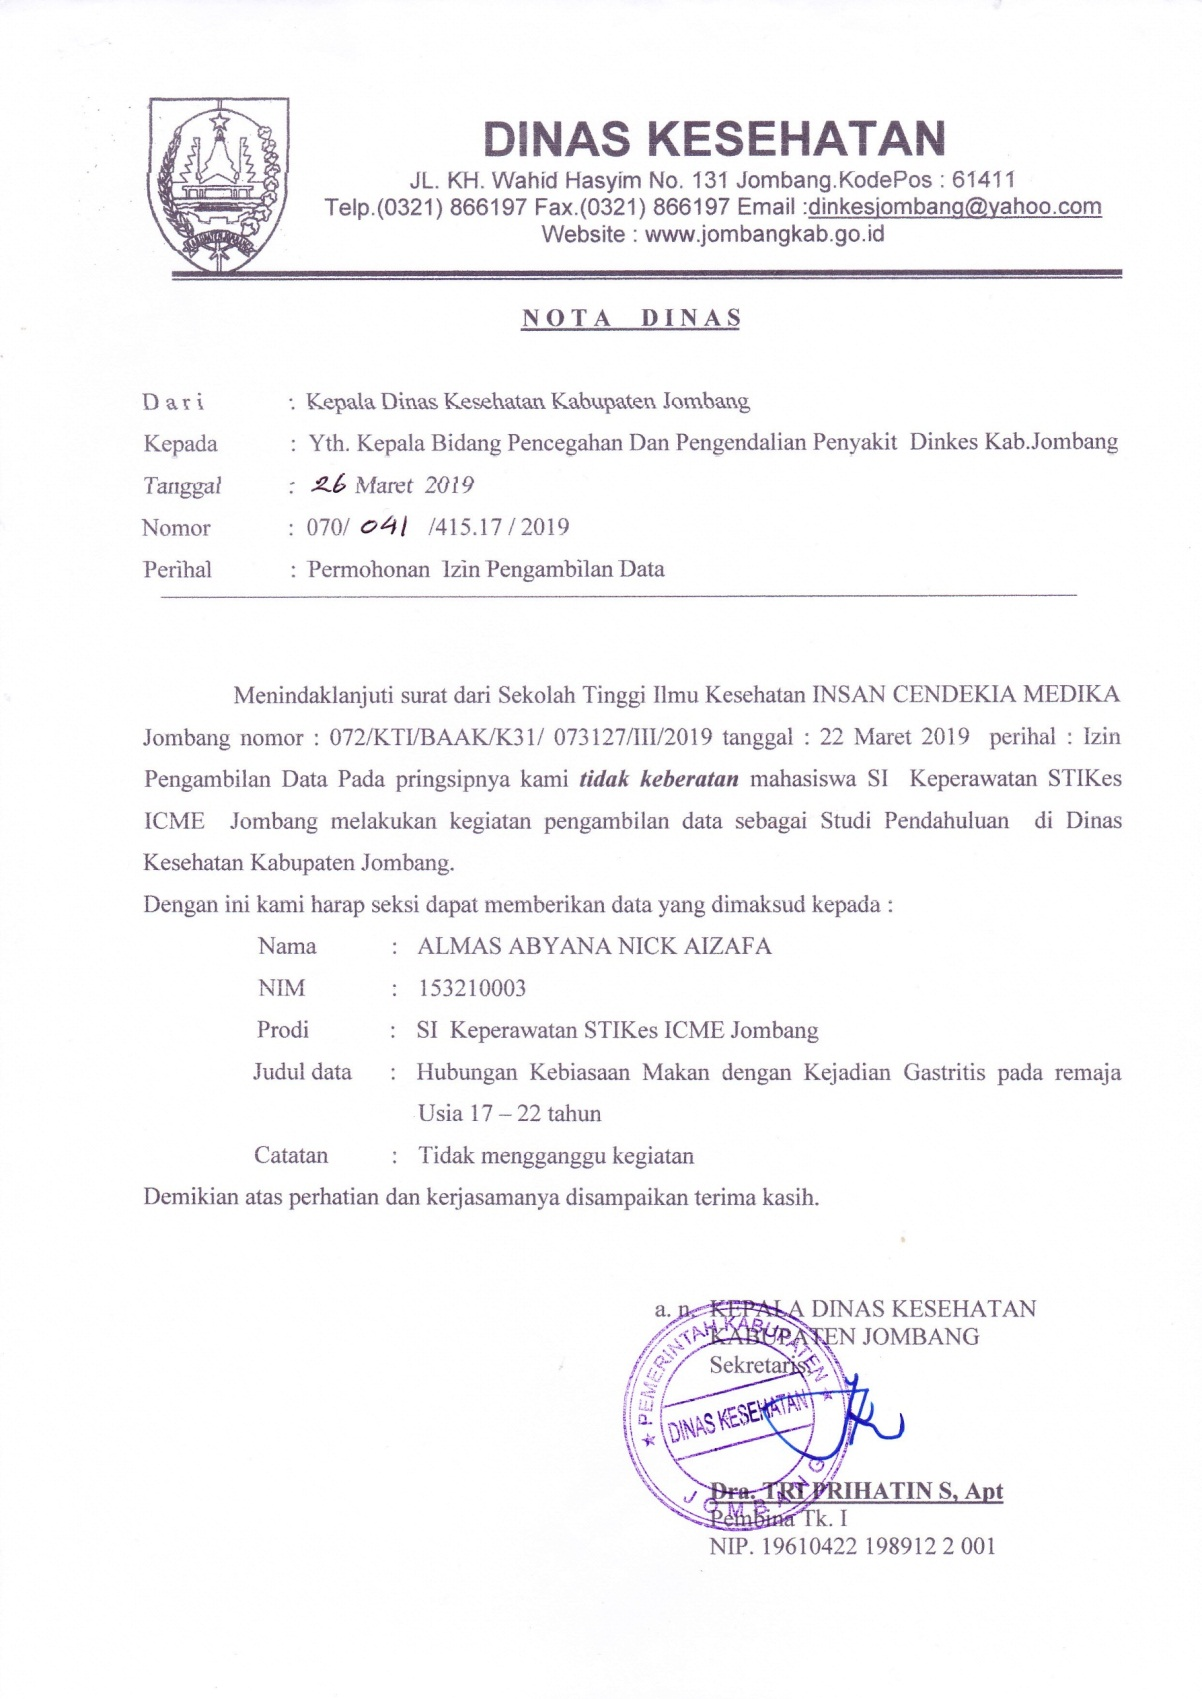 DINAS KESEHATAN
JL. KH. Wahid Hasyim No. 131 Jombang.KodePos : 61411
Telp.(0321) 866197 Fax.(0321) 866197 Email :dinkesjombang@yahoo.com
Website : www.jombangkab.go.id
NOTA DINAS
Dari : Kepala Dinas Kesehatan Kabupaten Jombang
Kepada : Yth. Kepala Bidang Pencegahan Dan Pengendalian Penyakit Dinkes Kab.Jombang
Tanggal : 26 Maret 2019
Nomor : 070/ 041 /415.17 / 2019
Perihal : Permohonan Izin Pengambilan Data
Menindaklanjuti surat dari Sekolah Tinggi Ilmu Kesehatan INSAN CENDEKIA MEDIKA
Jombang nomor : 072/KTI/BAAK/K31/ 073127/III/2019 tanggal : 22 Maret 2019 perihal : Izin
Pengambilan Data Pada pringsipnya kami tidak keberatan mahasiswa SI Keperawatan STIKes
ICME Jombang melakukan kegiatan pengambilan data sebagai Studi Pendahuluan di Dinas
Kesehatan Kabupaten Jombang.
Dengan ini kami harap seksi dapat memberikan data yang dimaksud kepada :
Nama : ALMAS ABYANA NICK AIZAFA
NIM : 153210003
Prodi : SI Keperawatan STIKes ICME Jombang
Judul data : Hubungan Kebiasaan Makan dengan Kejadian Gastritis pada remaja
Usia 17 – 22 tahun
Catatan : Tidak mengganggu kegiatan
Demikian atas perhatian dan kerjasamanya disampaikan terima kasih.
a. n. KEPALA DINAS KESEHATAN
KABUPATEN JOMBANG
Sekretaris,
PEMERINTAH KABUPATEN
DINAS KESEHATAN
JOMBANG
Dra. TRI PRIHATIN S, Apt
Pembina Tk. I
NIP. 19610422 198912 2 001